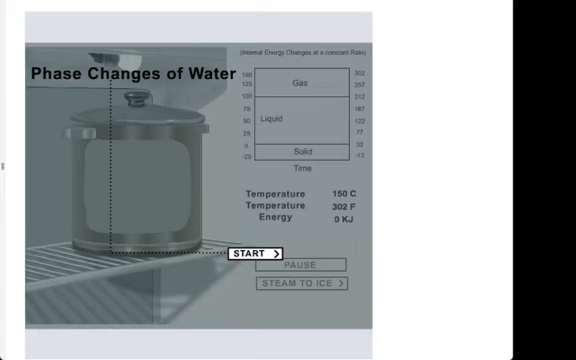 (Internal Energy Changes at a constant Rate)
Phase Changes of Water
150 302
125 257
Gas
100 212
75 167
Liquid
50 122
25 77
0 32
Solid
-25 -13
Time
Temperature 150 C
Temperature 302 F
Energy 0 KJ
START
PAUSE
STEAM TO ICE